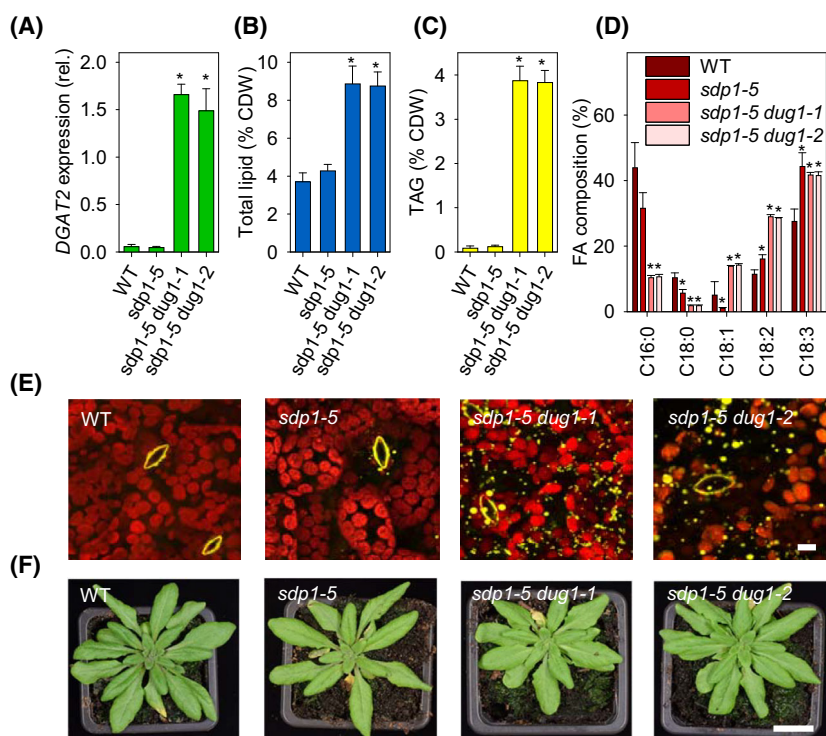 (A)
DGAT2 expression (rel.)
2.0
1.5
1.0
0.5
0.0
*
*
WT
sdp1-5
sdp1-5 dug1-1
sdp1-5 dug1-2
(B)
Total lipid (% CDW)
10
8
6
4
2
0
*
*
WT
sdp1-5
sdp1-5 dug1-1
sdp1-5 dug1-2
(C)
TAG (% CDW)
4
2
0
*
*
WT
sdp1-5
sdp1-5 dug1-1
sdp1-5 dug1-2
(D)
FA composition (%)
60
40
20
0
WT
sdp1-5
sdp1-5 dug1-1
sdp1-5 dug1-2
**
*
**
*
**
*
**
*
**
C16:0
C18:0
C18:1
C18:2
C18:3
(E)
WT
sdp1-5
sdp1-5 dug1-1
sdp1-5 dug1-2
(F)
WT
sdp1-5
sdp1-5 dug1-1
sdp1-5 dug1-2